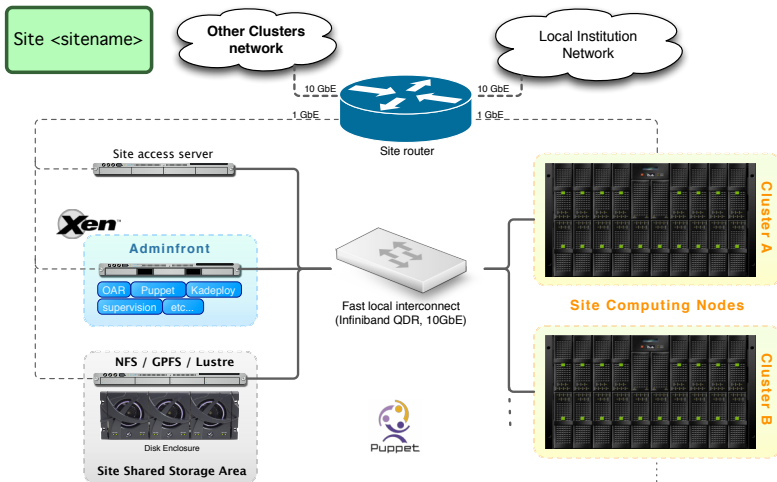 Site <sitename>
Other Clusters
network
Local Institution
Network
10 GbE
10 GbE
1 GbE
1 GbE
Site router
Site access server
Xen™
Adminfront
OAR
Puppet
Kadeploy
supervision
etc...
Fast local interconnect
(Infiniband QDR, 10GbE)
Cluster A
Site Computing Nodes
Cluster B
NFS / GPFS / Lustre
Disk Enclosure
Site Shared Storage Area
Puppet